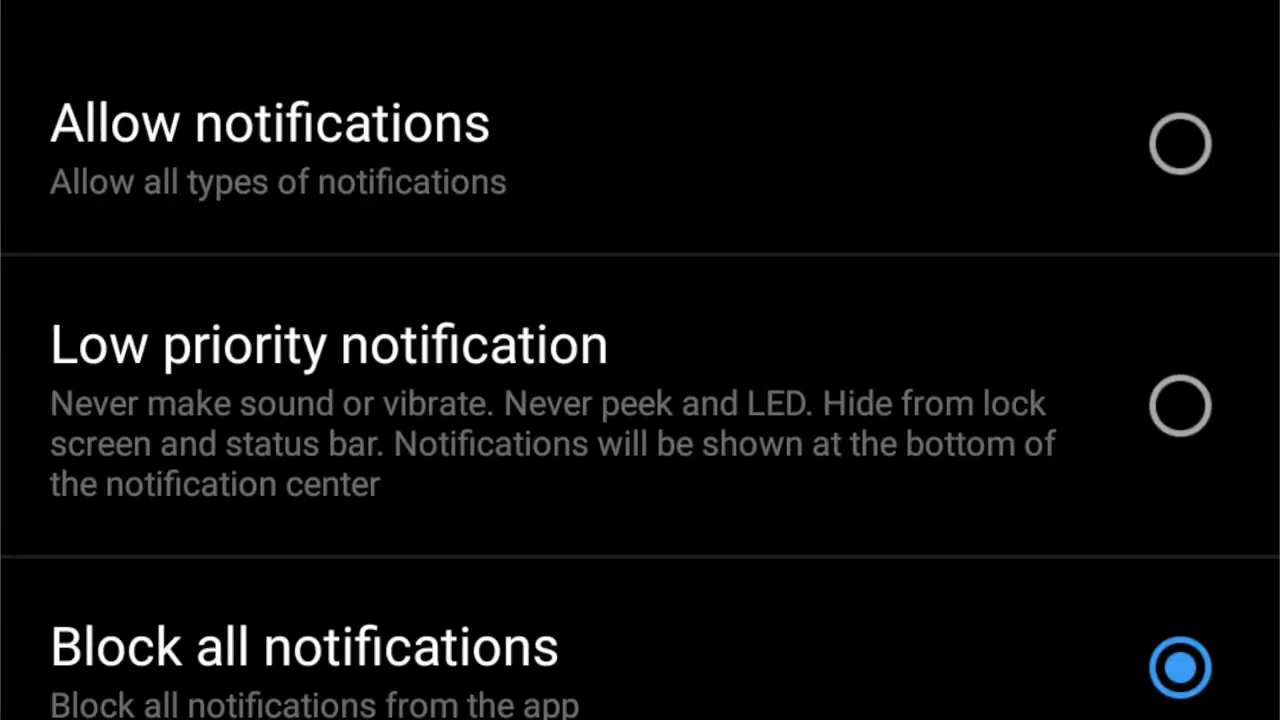 Allow notifications
Allow all types of notifications
Low priority notification
Never make sound or vibrate. Never peek and LED. Hide from lock
screen and status bar. Notifications will be shown at the bottom of
the notification center
Block all notifications
Block all notifications from the app